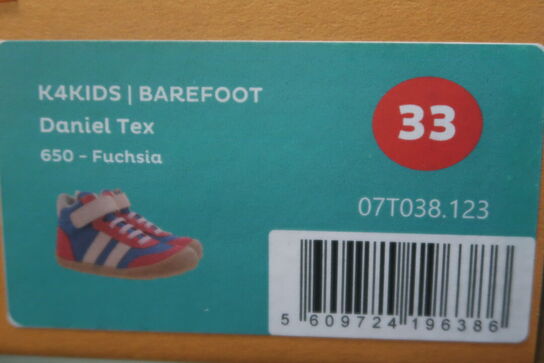 K4KIDS | BAREFOOT
Daniel Tex
650 - Fuchsia
33
07T038.123
5 609724 196386